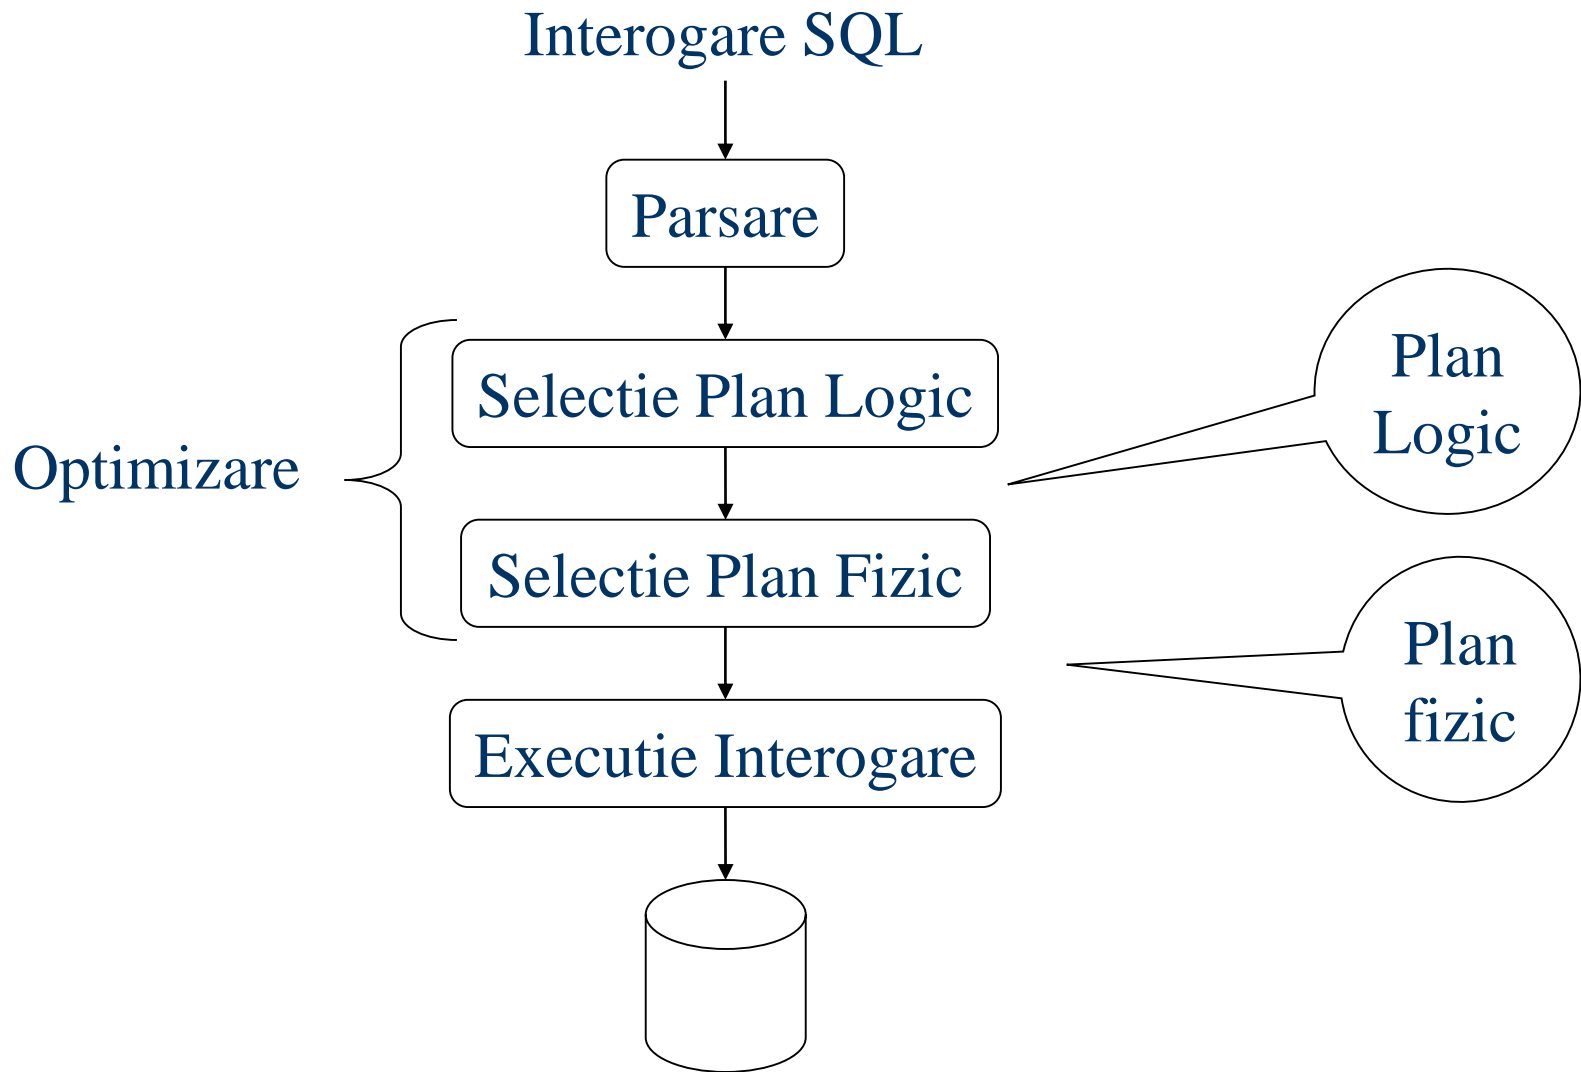 Interogare SQL
Parsare
Selectie Plan Logic
Plan
Logic
Optimizare
Selectie Plan Fizic
Plan
fizic
Executie Interogare